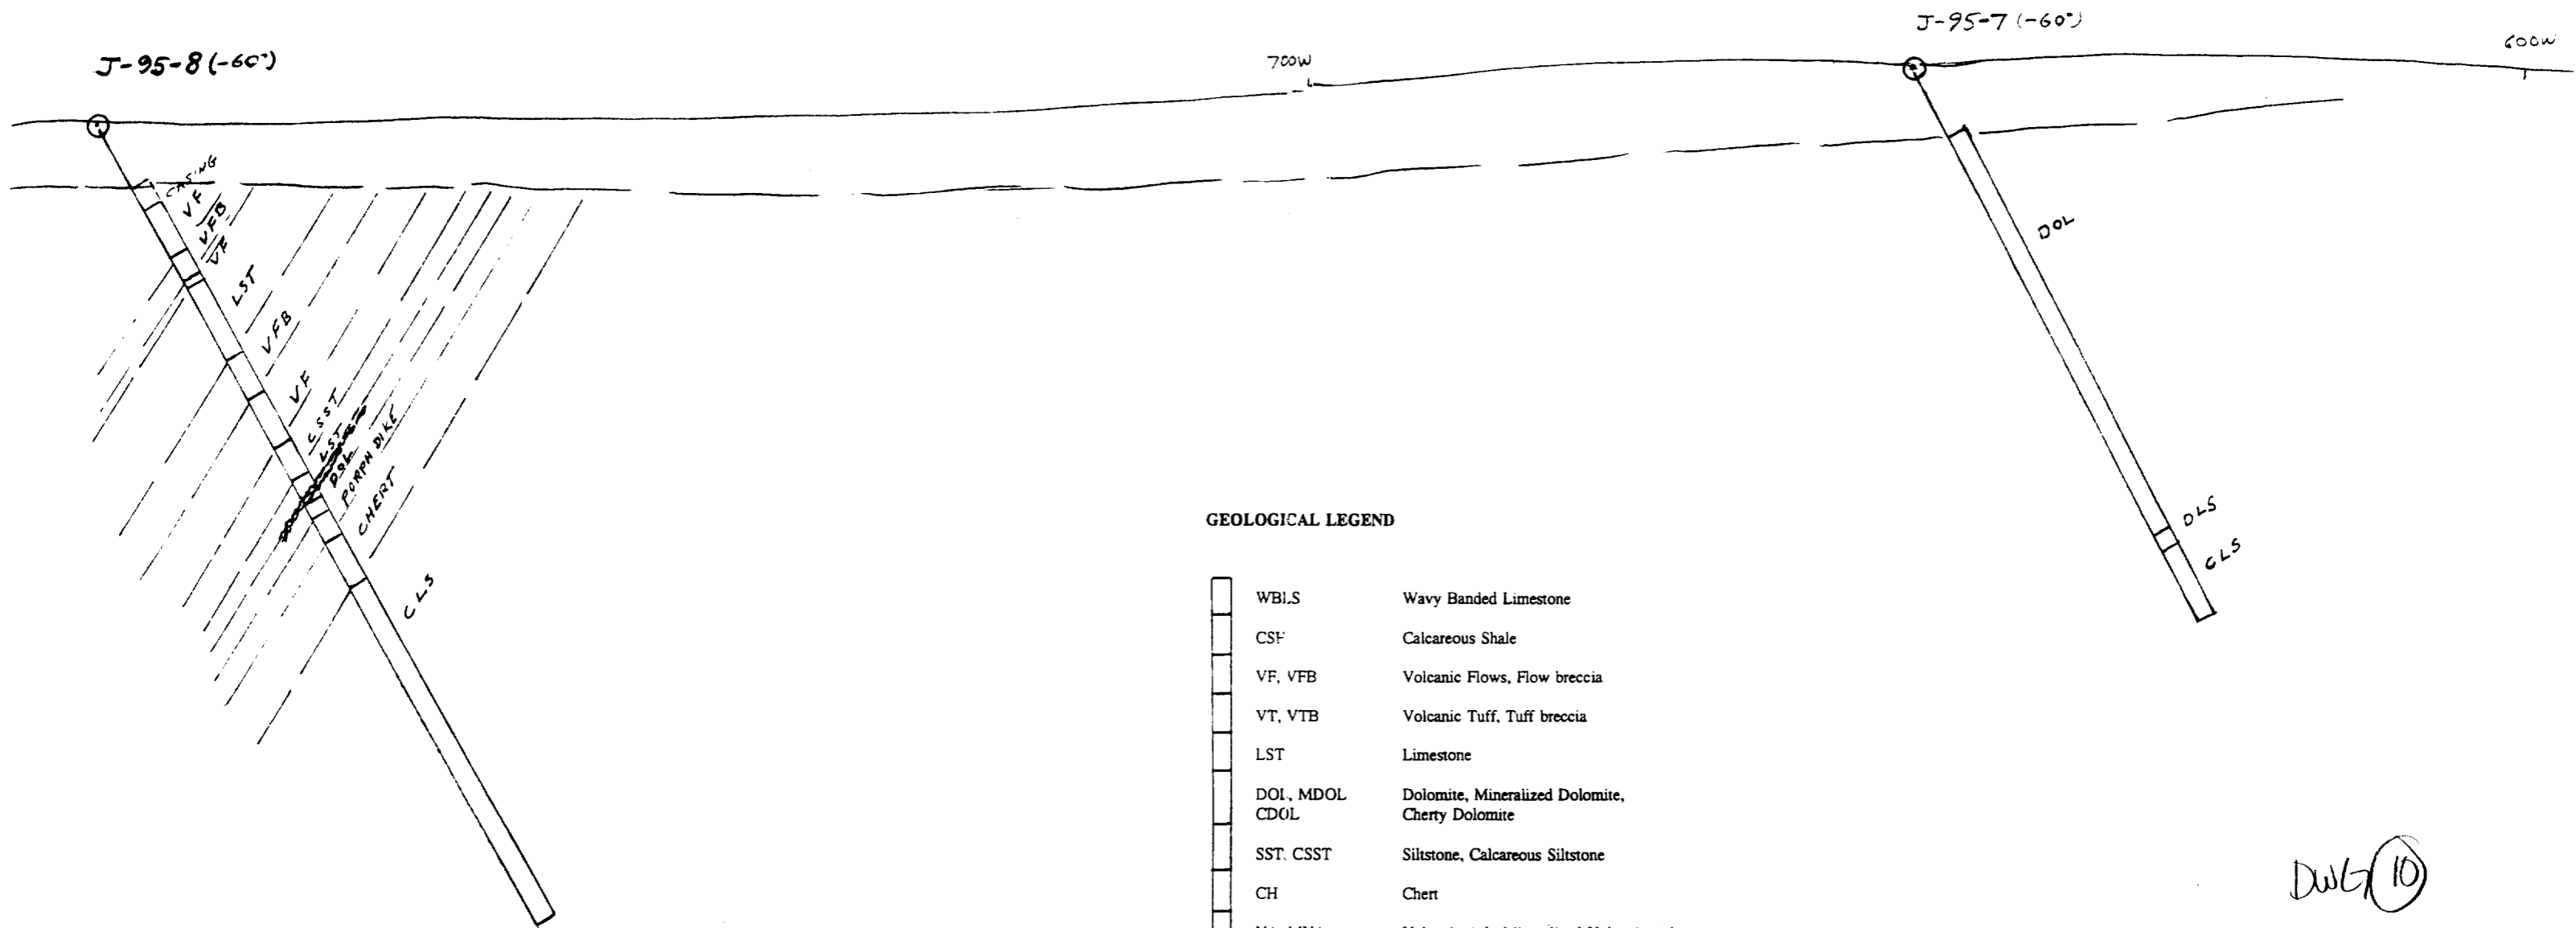 J-95-8 (-60°)
700W
J-95-7 (-60°)
600W
CASING
VF
VFB
VF
LST
VFB
VF
CSST
LST
DOL
PORPH DIKE
CHERT
CLS
DOL
DLS
CLS
GEOLOGICAL LEGEND
WBLS Wavy Banded Limestone
CSH Calcareous Shale
VF, VFB Volcanic Flows, Flow breccia
VT, VTB Volcanic Tuff, Tuff breccia
LST Limestone
DOL, MDOL Dolomite, Mineralized Dolomite,
CDOL Cherty Dolomite
SST, CSST Siltstone, Calcareous Siltstone
CH Chert
DWG 10